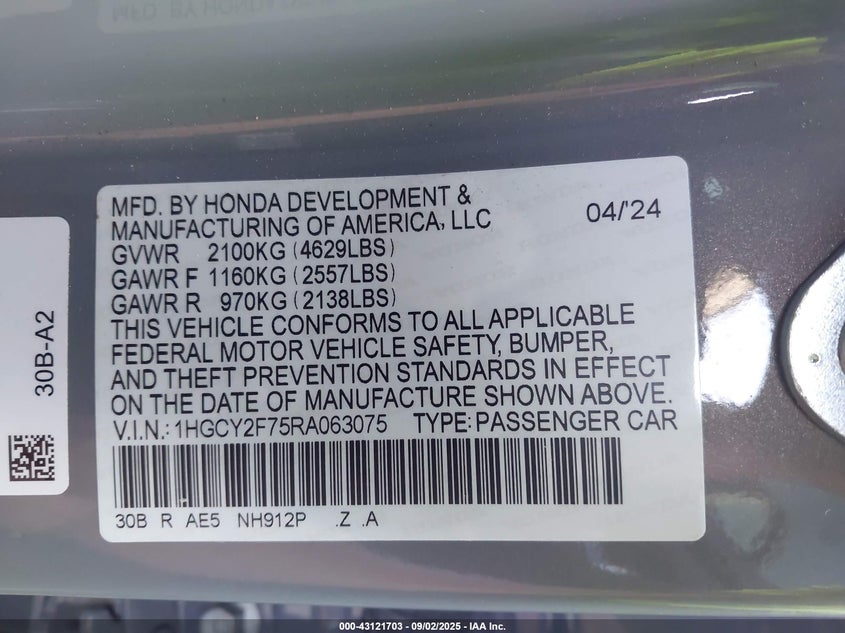 MFD. BY HONDA DEVELOPMENT &
MANUFACTURING OF AMERICA, LLC 04/'24
GVWR 2100KG (4629LBS)
GAWR F 1160KG (2557LBS)
GAWR R 970KG (2138LBS)
THIS VEHICLE CONFORMS TO ALL APPLICABLE
FEDERAL MOTOR VEHICLE SAFETY, BUMPER,
AND THEFT PREVENTION STANDARDS IN EFFECT
ON THE DATE OF MANUFACTURE SHOWN ABOVE.
V.I.N.: 1HGCY2F75RA063075 TYPE: PASSENGER CAR
30B R AE5 NH912P .Z .A
30B-A2
000-43121703 - 09/02/2025 - IAA Inc.